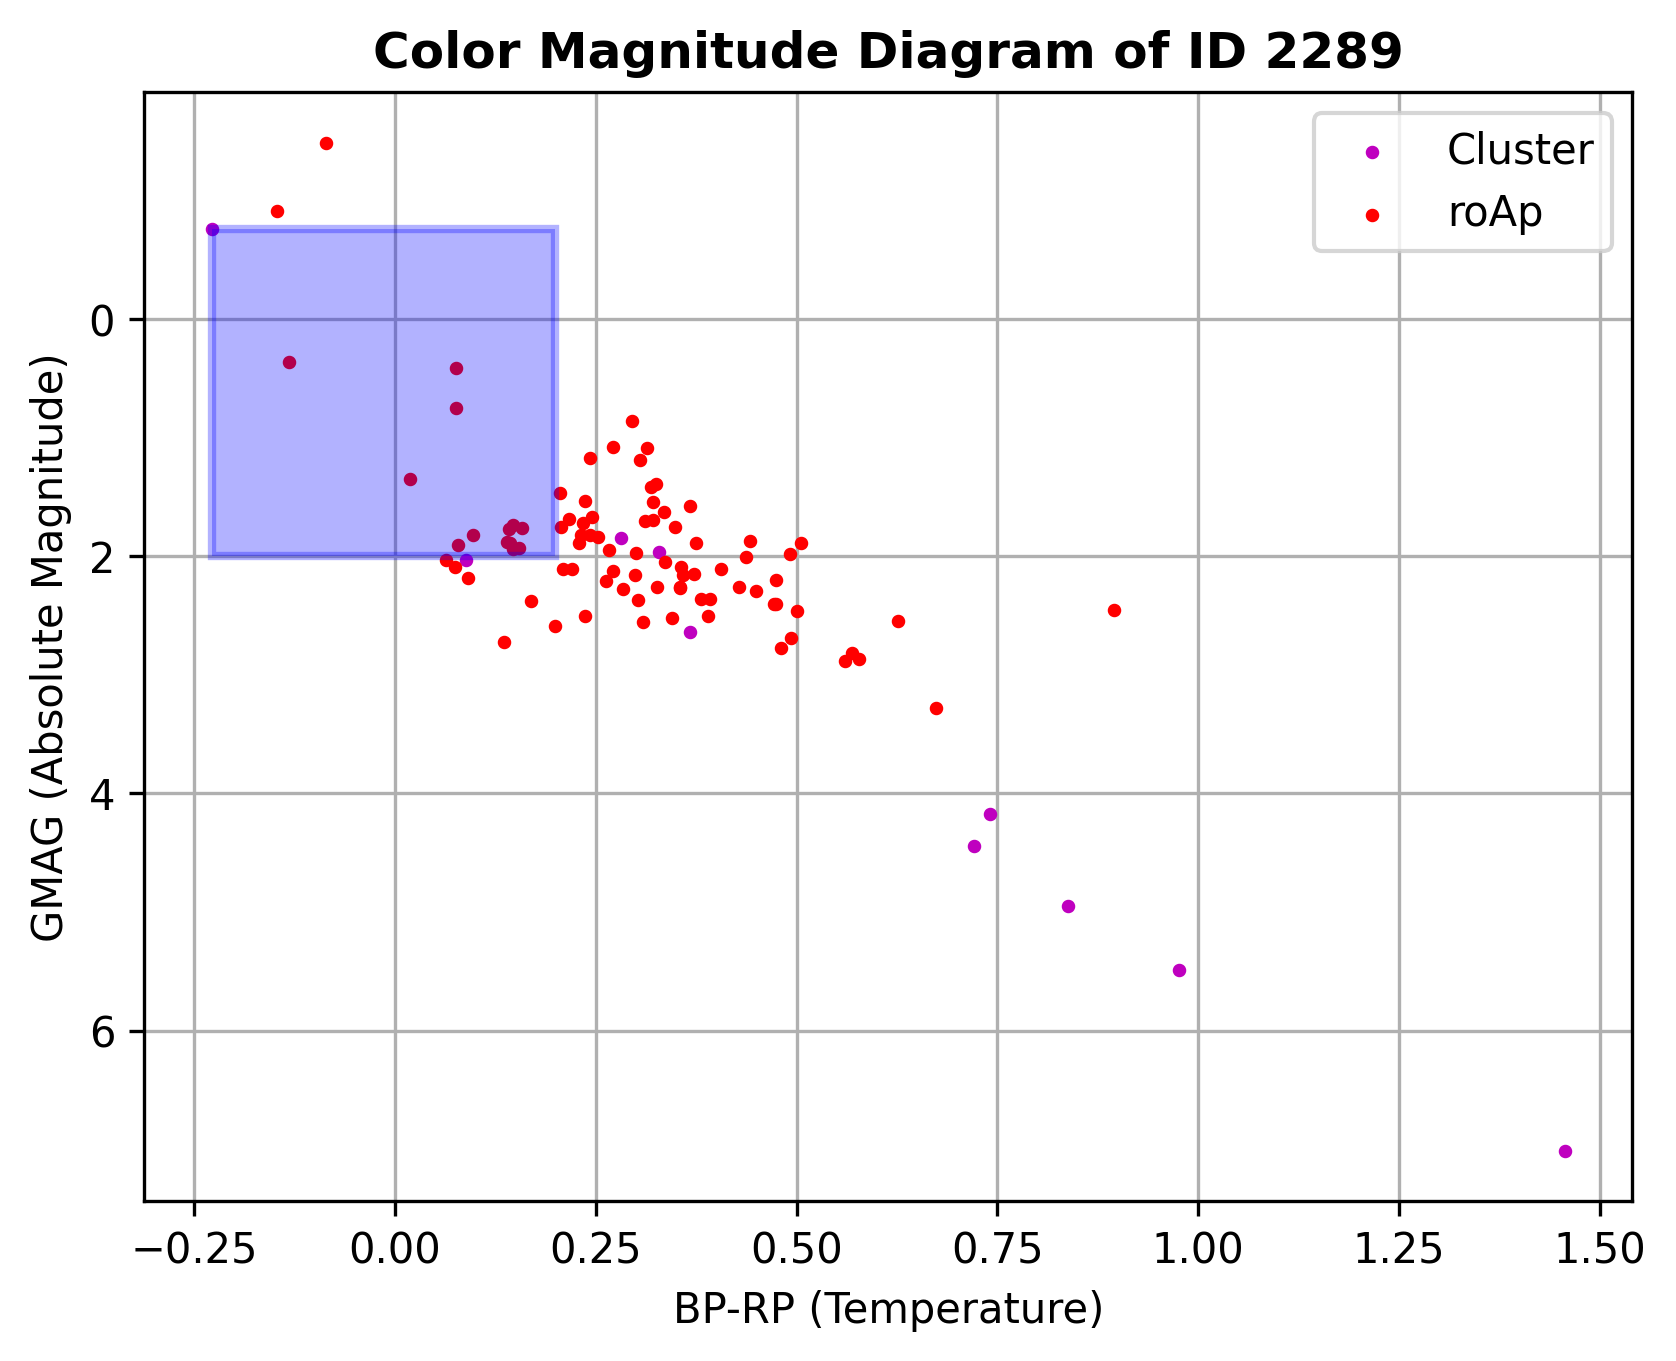 Color Magnitude Diagram of ID 2289
Cluster
roAp
GMAG (Absolute Magnitude)
0
2
4
6
−0.25 0.00 0.25 0.50 0.75 1.00 1.25 1.50
BP-RP (Temperature)